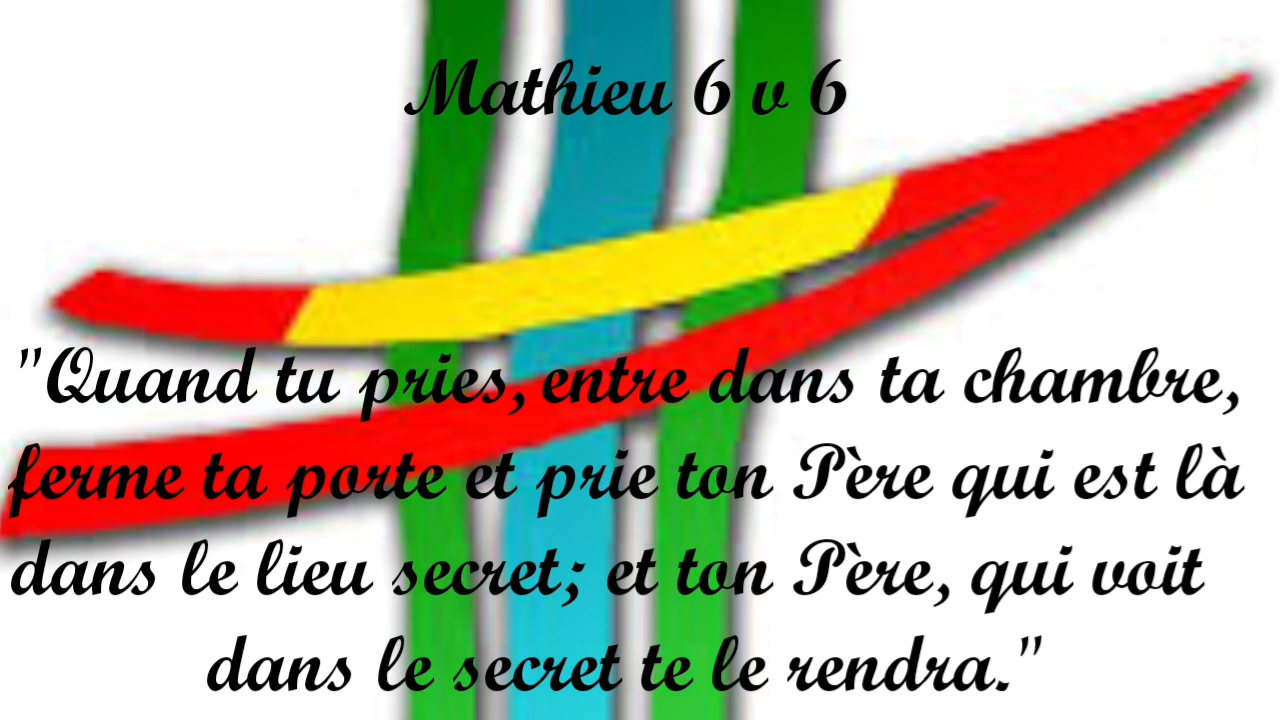 Mathieu 6 v 6
"Quand tu pries, entre dans ta chambre,
ferme ta porte et prie ton Père qui est là
dans le lieu secret; et ton Père, qui voit
dans le secret te le rendra."